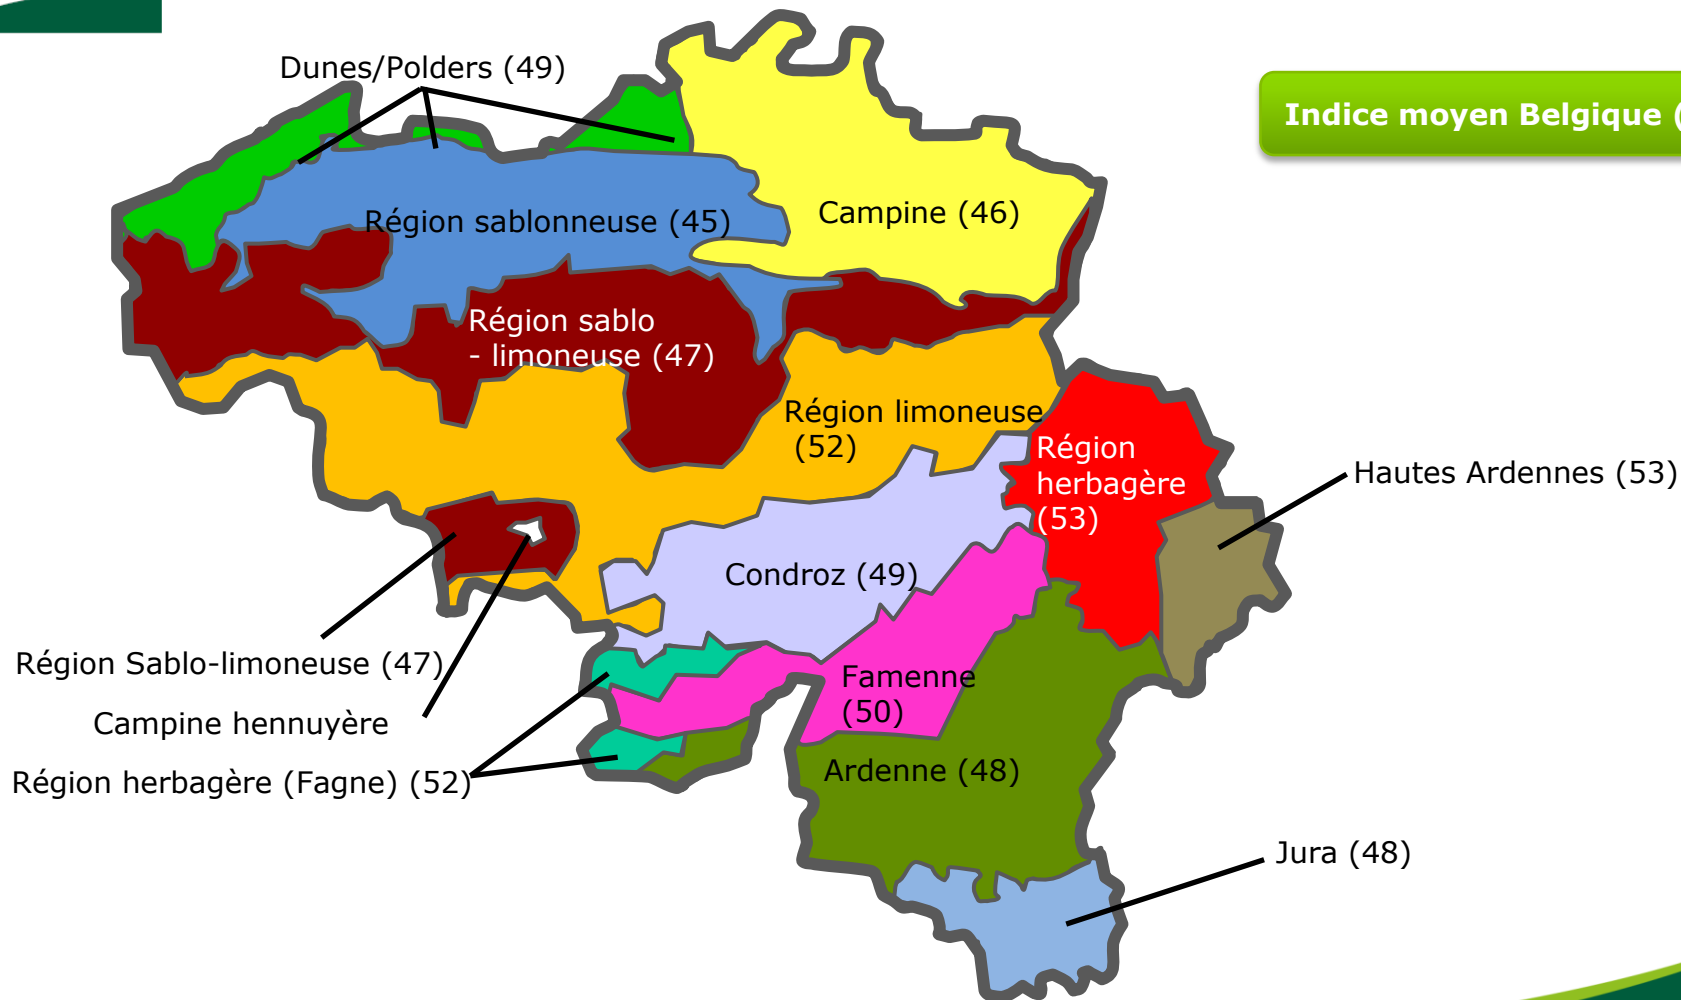 Dunes/Polders (49)
Indice moyen Belgique (
Région sablonneuse (45)
Campine (46)
Région sablo
- limoneuse (47)
Région limoneuse
(52)
Région
herbagère
(53)
Hautes Ardennes (53)
Condroz (49)
Région Sablo-limoneuse (47)
Famenne
(50)
Campine hennuyère
Région herbagère (Fagne) (52)
Ardenne (48)
Jura (48)